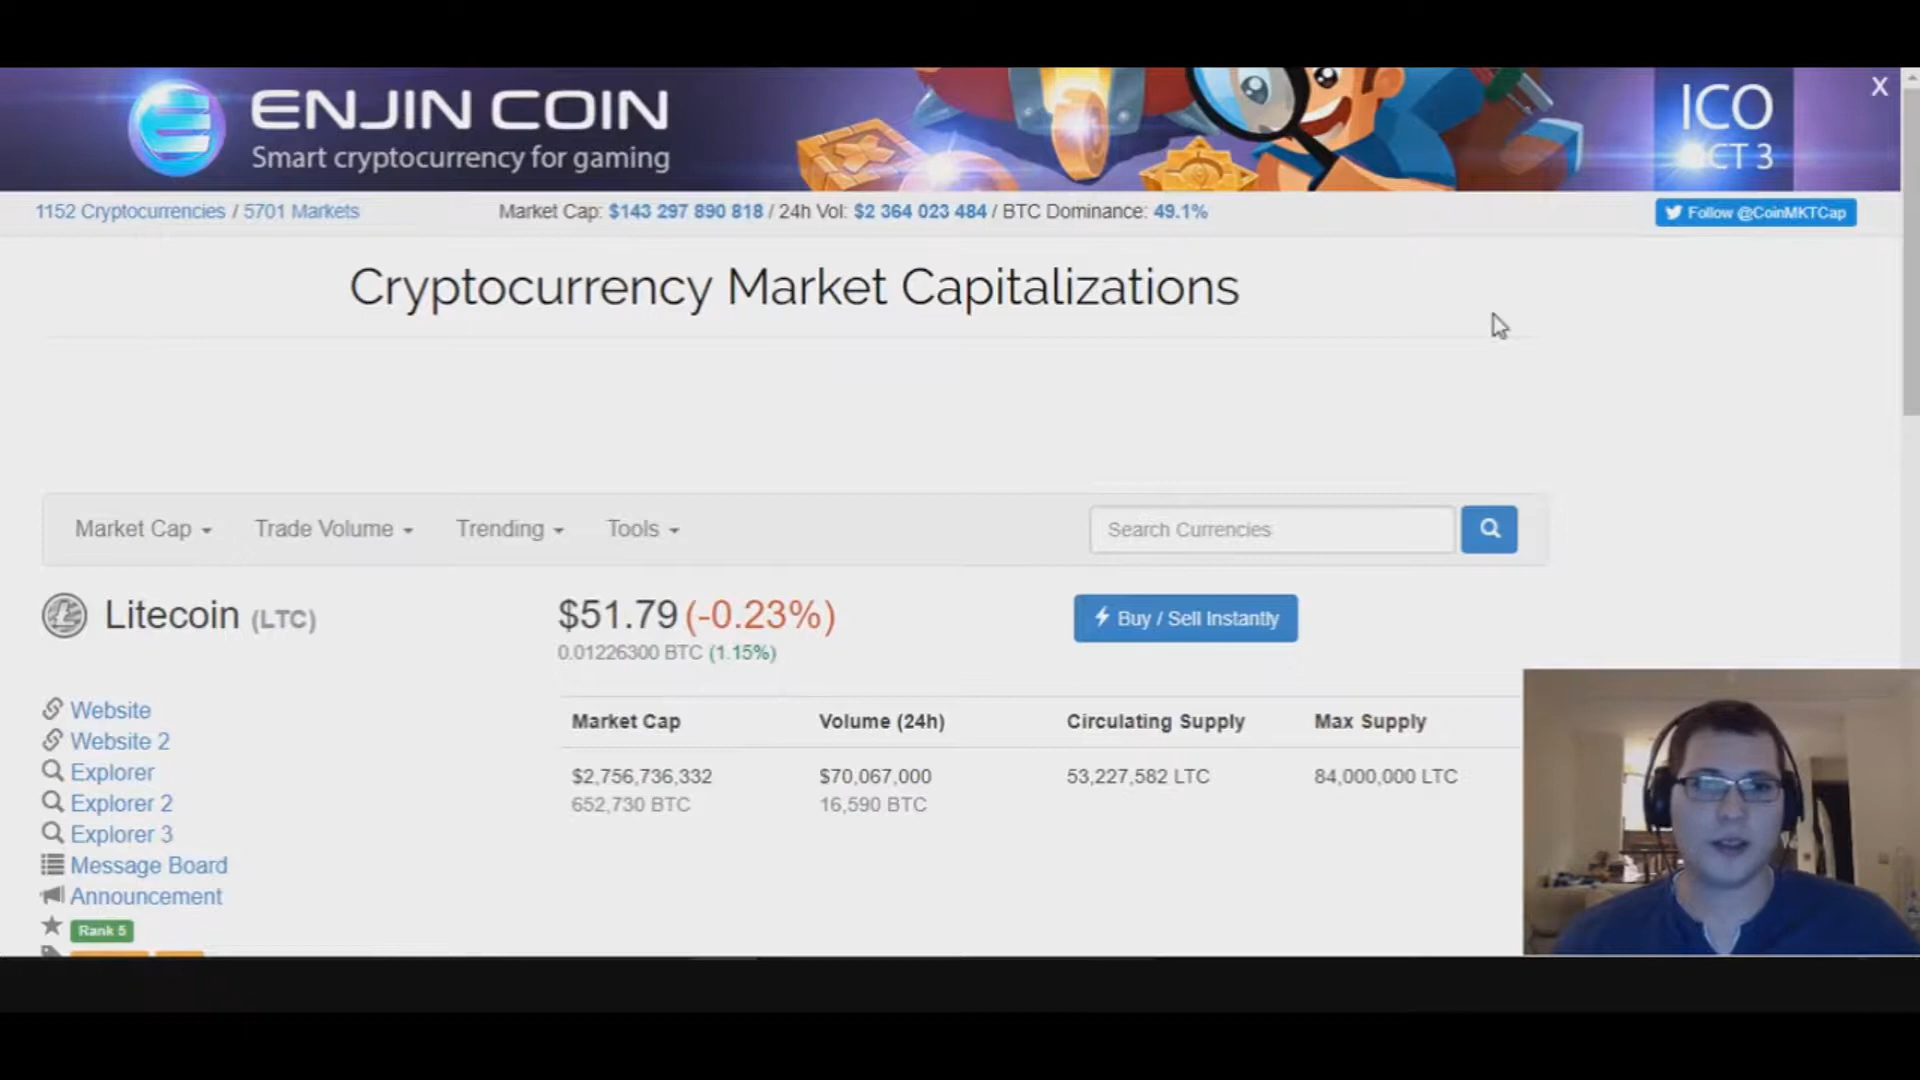 ENJIN COIN
Smart cryptocurrency for gaming
ICO
CT 3
X
1152 Cryptocurrencies / 5701 Markets
Market Cap: $143 297 890 818 / 24h Vol: $2 364 023 484 / BTC Dominance: 49.1%
Follow @CoinMKTCap
Cryptocurrency Market Capitalizations
Market Cap
Trade Volume
Trending
Tools
Search Currencies
Litecoin (LTC)
$51.79 (-0.23%)
0.01226300 BTC (1.15%)
Buy / Sell Instantly
Website
Website 2
Explorer
Explorer 2
Explorer 3
Message Board
Announcement
Rank 5
Market Cap Volume (24h) Circulating Supply Max Supply
$2,756,736,332 $70,067,000 53,227,582 LTC 84,000,000 LTC
652,730 BTC 16,590 BTC